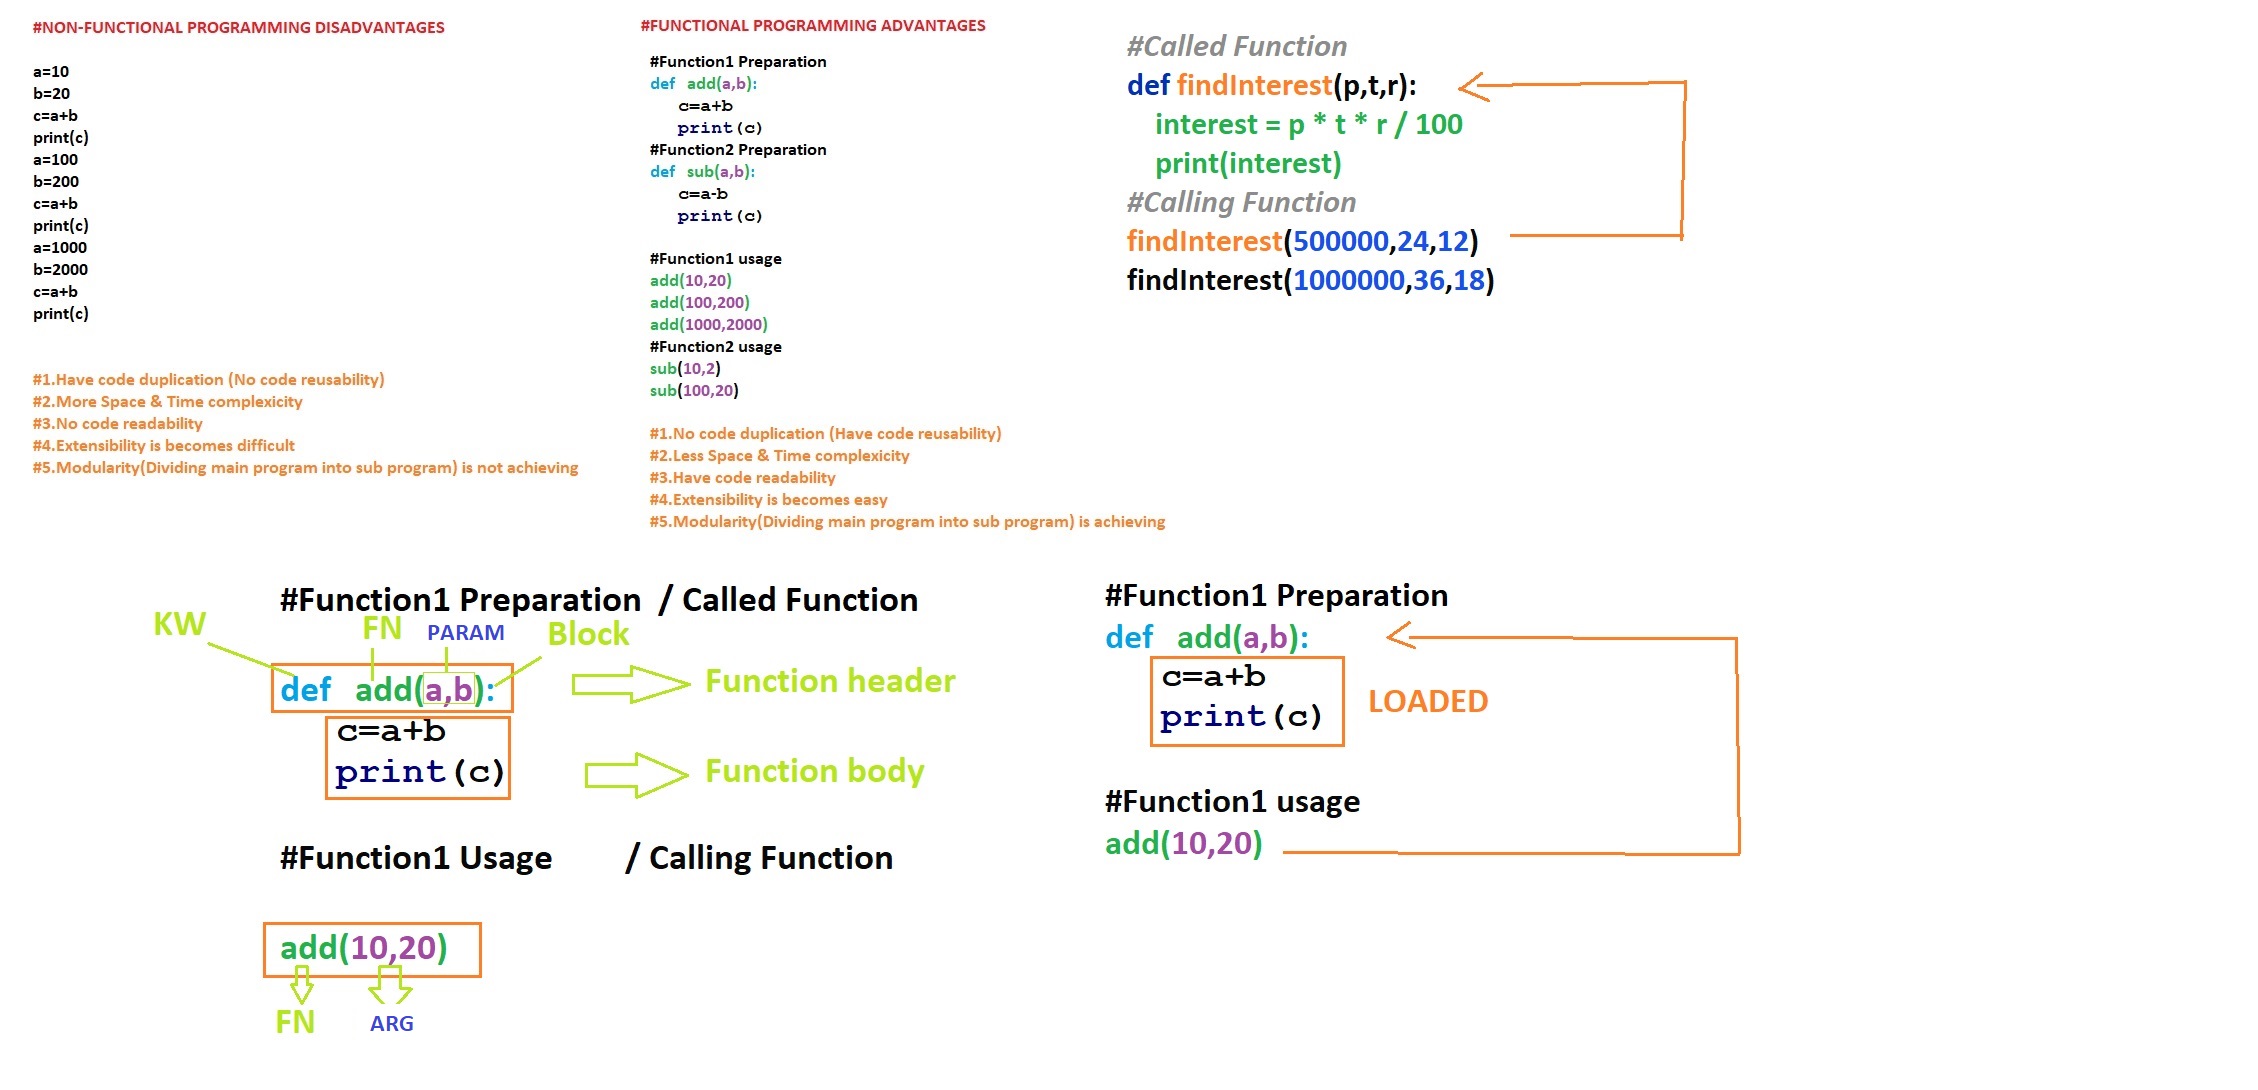 #NON-FUNCTIONAL PROGRAMMING DISADVANTAGES
a=10
b=20
c=a+b
print(c)
a=100
b=200
c=a+b
print(c)
a=1000
b=2000
c=a+b
print(c)
#1.Have code duplication (No code reusability)
#2.More Space & Time complexicity
#3.No code readability
#4.Extensibility is becomes difficult
#5.Modularity(Dividing main program into sub program) is not achieving
#FUNCTIONAL PROGRAMMING ADVANTAGES
#Function1 Preparation
def add(a,b):
c=a+b
print(c)
#Function2 Preparation
def sub(a,b):
c=a-b
print(c)
#Function1 usage
add(10,20)
add(100,200)
add(1000,2000)
#Function2 usage
sub(10,2)
sub(100,20)
#1.No code duplication (Have code reusability)
#2.Less Space & Time complexicity
#3.Have code readability
#4.Extensibility is becomes easy
#5.Modularity(Dividing main program into sub program) is achieving
#Called Function
def findInterest(p,t,r):
interest = p * t * r / 100
print(interest)
#Calling Function
findInterest(500000,24,12)
findInterest(1000000,36,18)
#Function1 Preparation / Called Function
KW
FN
PARAM
Block
def add(a,b):
Function header
c=a+b
print(c)
Function body
#Function1 Usage / Calling Function
add(10,20)
FN
ARG
#Function1 Preparation
def add(a,b):
c=a+b
print(c)
LOADED
#Function1 usage
add(10,20)